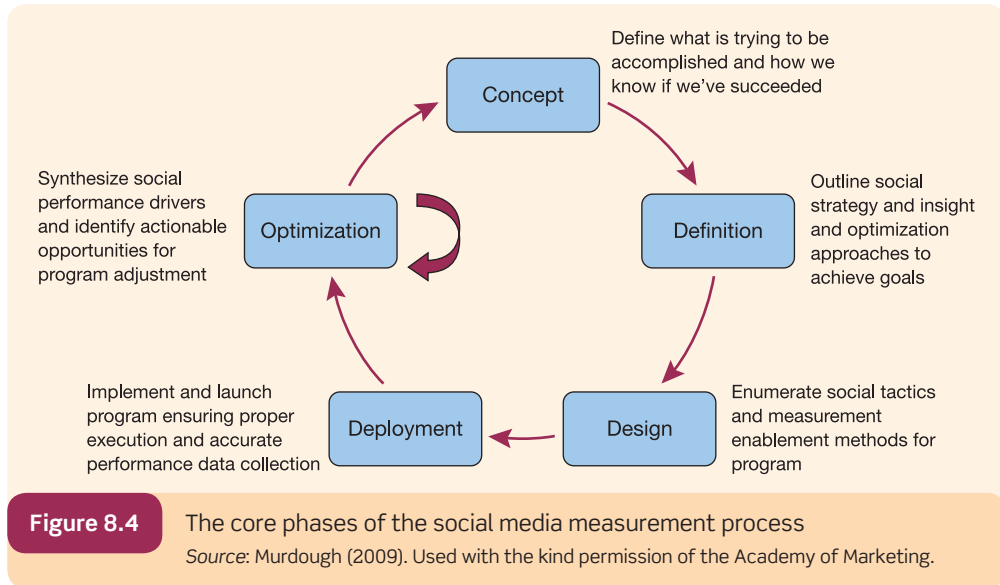 Concept
Define what is trying to be
accomplished and how we
know if we've succeeded
Definition
Outline social
strategy and insight
and optimization
approaches to
achieve goals
Design
Enumerate social tactics
and measurement
enablement methods for
program
Deployment
Implement and launch
program ensuring proper
execution and accurate
performance data collection
Optimization
Synthesize social
performance drivers
and identify actionable
opportunities for
program adjustment
Figure 8.4
The core phases of the social media measurement process
Source: Murdough (2009). Used with the kind permission of the Academy of Marketing.